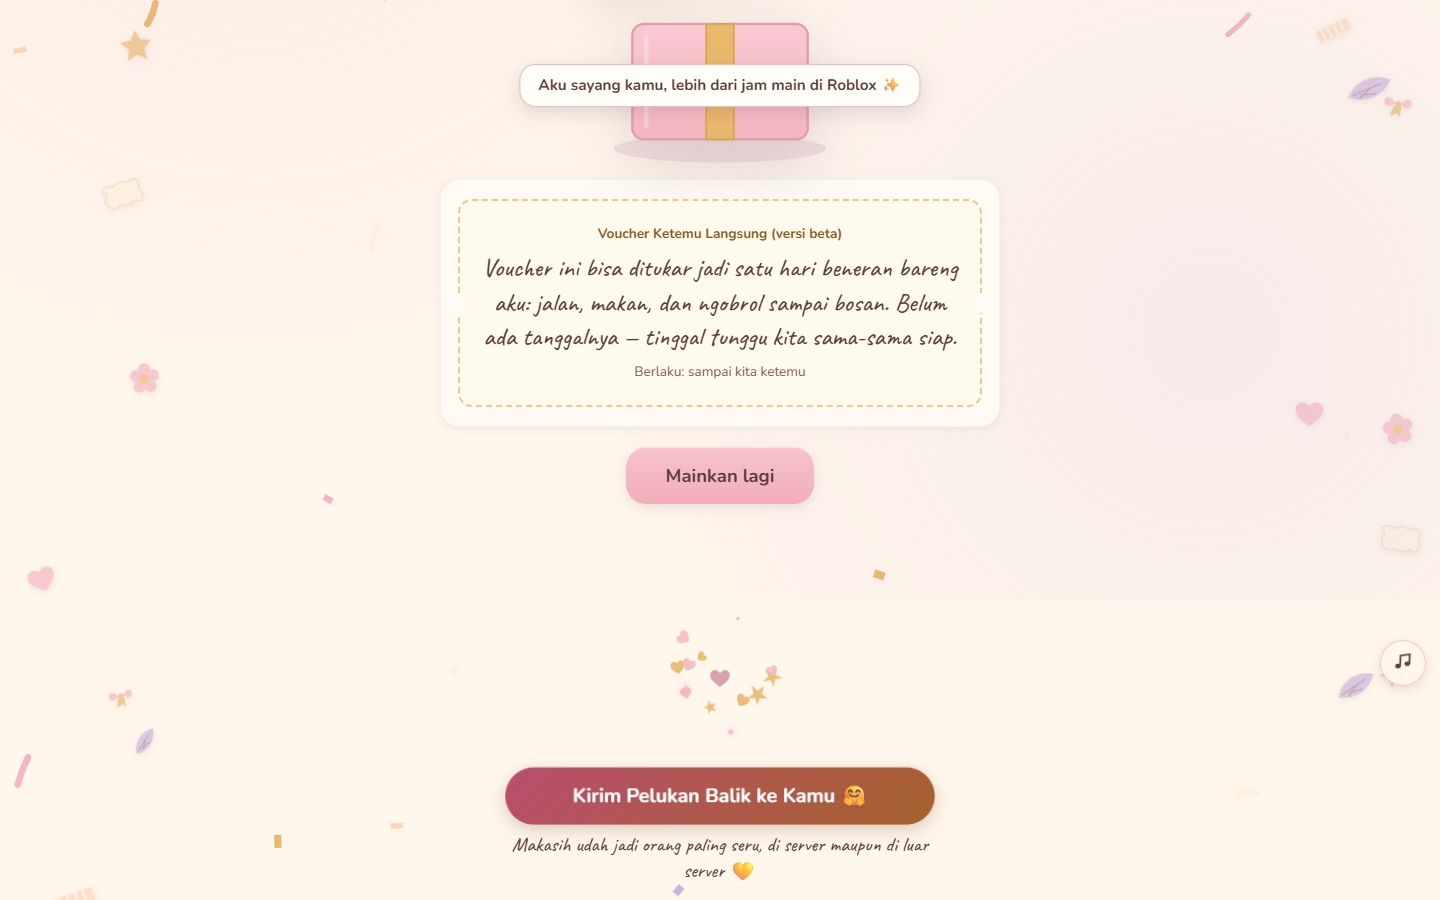 Aku sayang kamu, lebih dari jam main di Roblox ✨
Voucher Ketemu Langsung (versi beta)
Voucher ini bisa ditukar jadi satu hari beneran bareng
aku: jalan, makan, dan ngobrol sampai bosan. Belum
ada tanggalnya — tinggal tunggu kita sama-sama siap.
Berlaku: sampai kita ketemu
Mainkan lagi
Kirim Pelukan Balik ke Kamu 🤗
Makasih udah jadi orang paling seru, di server maupun di luar
server 💛